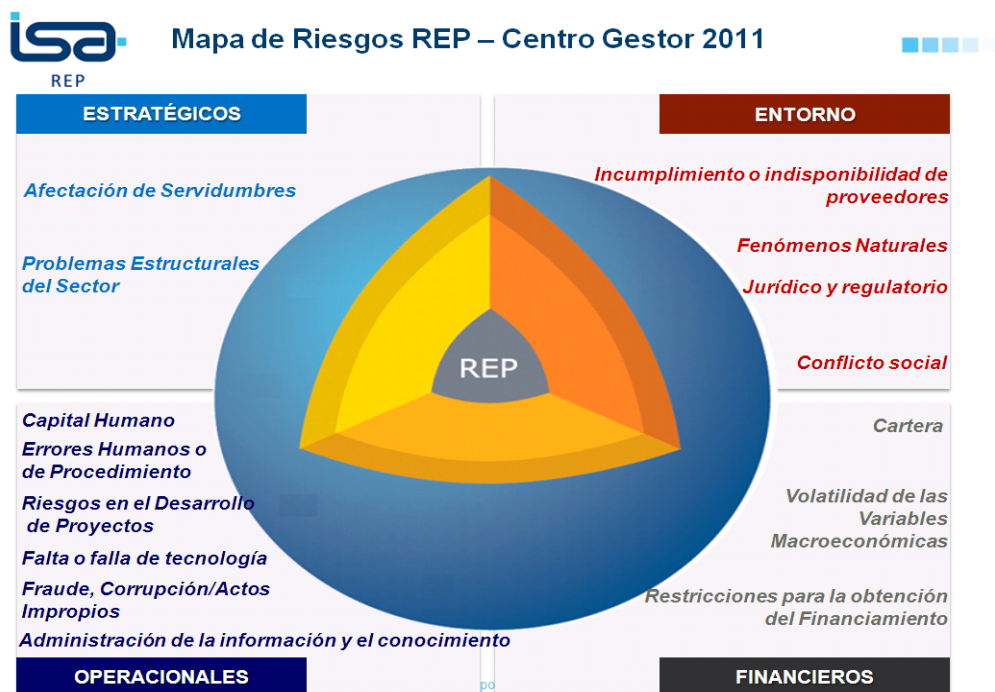 isa
REP
Mapa de Riesgos REP – Centro Gestor 2011
ESTRATÉGICOS
Afectación de Servidumbres
Problemas Estructurales
del Sector
ENTORNO
Incumplimiento o indisponibilidad de
proveedores
Fenómenos Naturales
Jurídico y regulatorio
Conflicto social
REP
Capital Humano
Errores Humanos o
de Procedimiento
Riesgos en el Desarrollo
de Proyectos
Falta o falla de tecnología
Fraude, Corrupción/Actos
Impropios
Administración de la información y el conocimiento
OPERACIONALES
Cartera
Volatilidad de las
Variables
Macroeconómicas
Restricciones para la obtención
del Financiamiento
FINANCIEROS
po